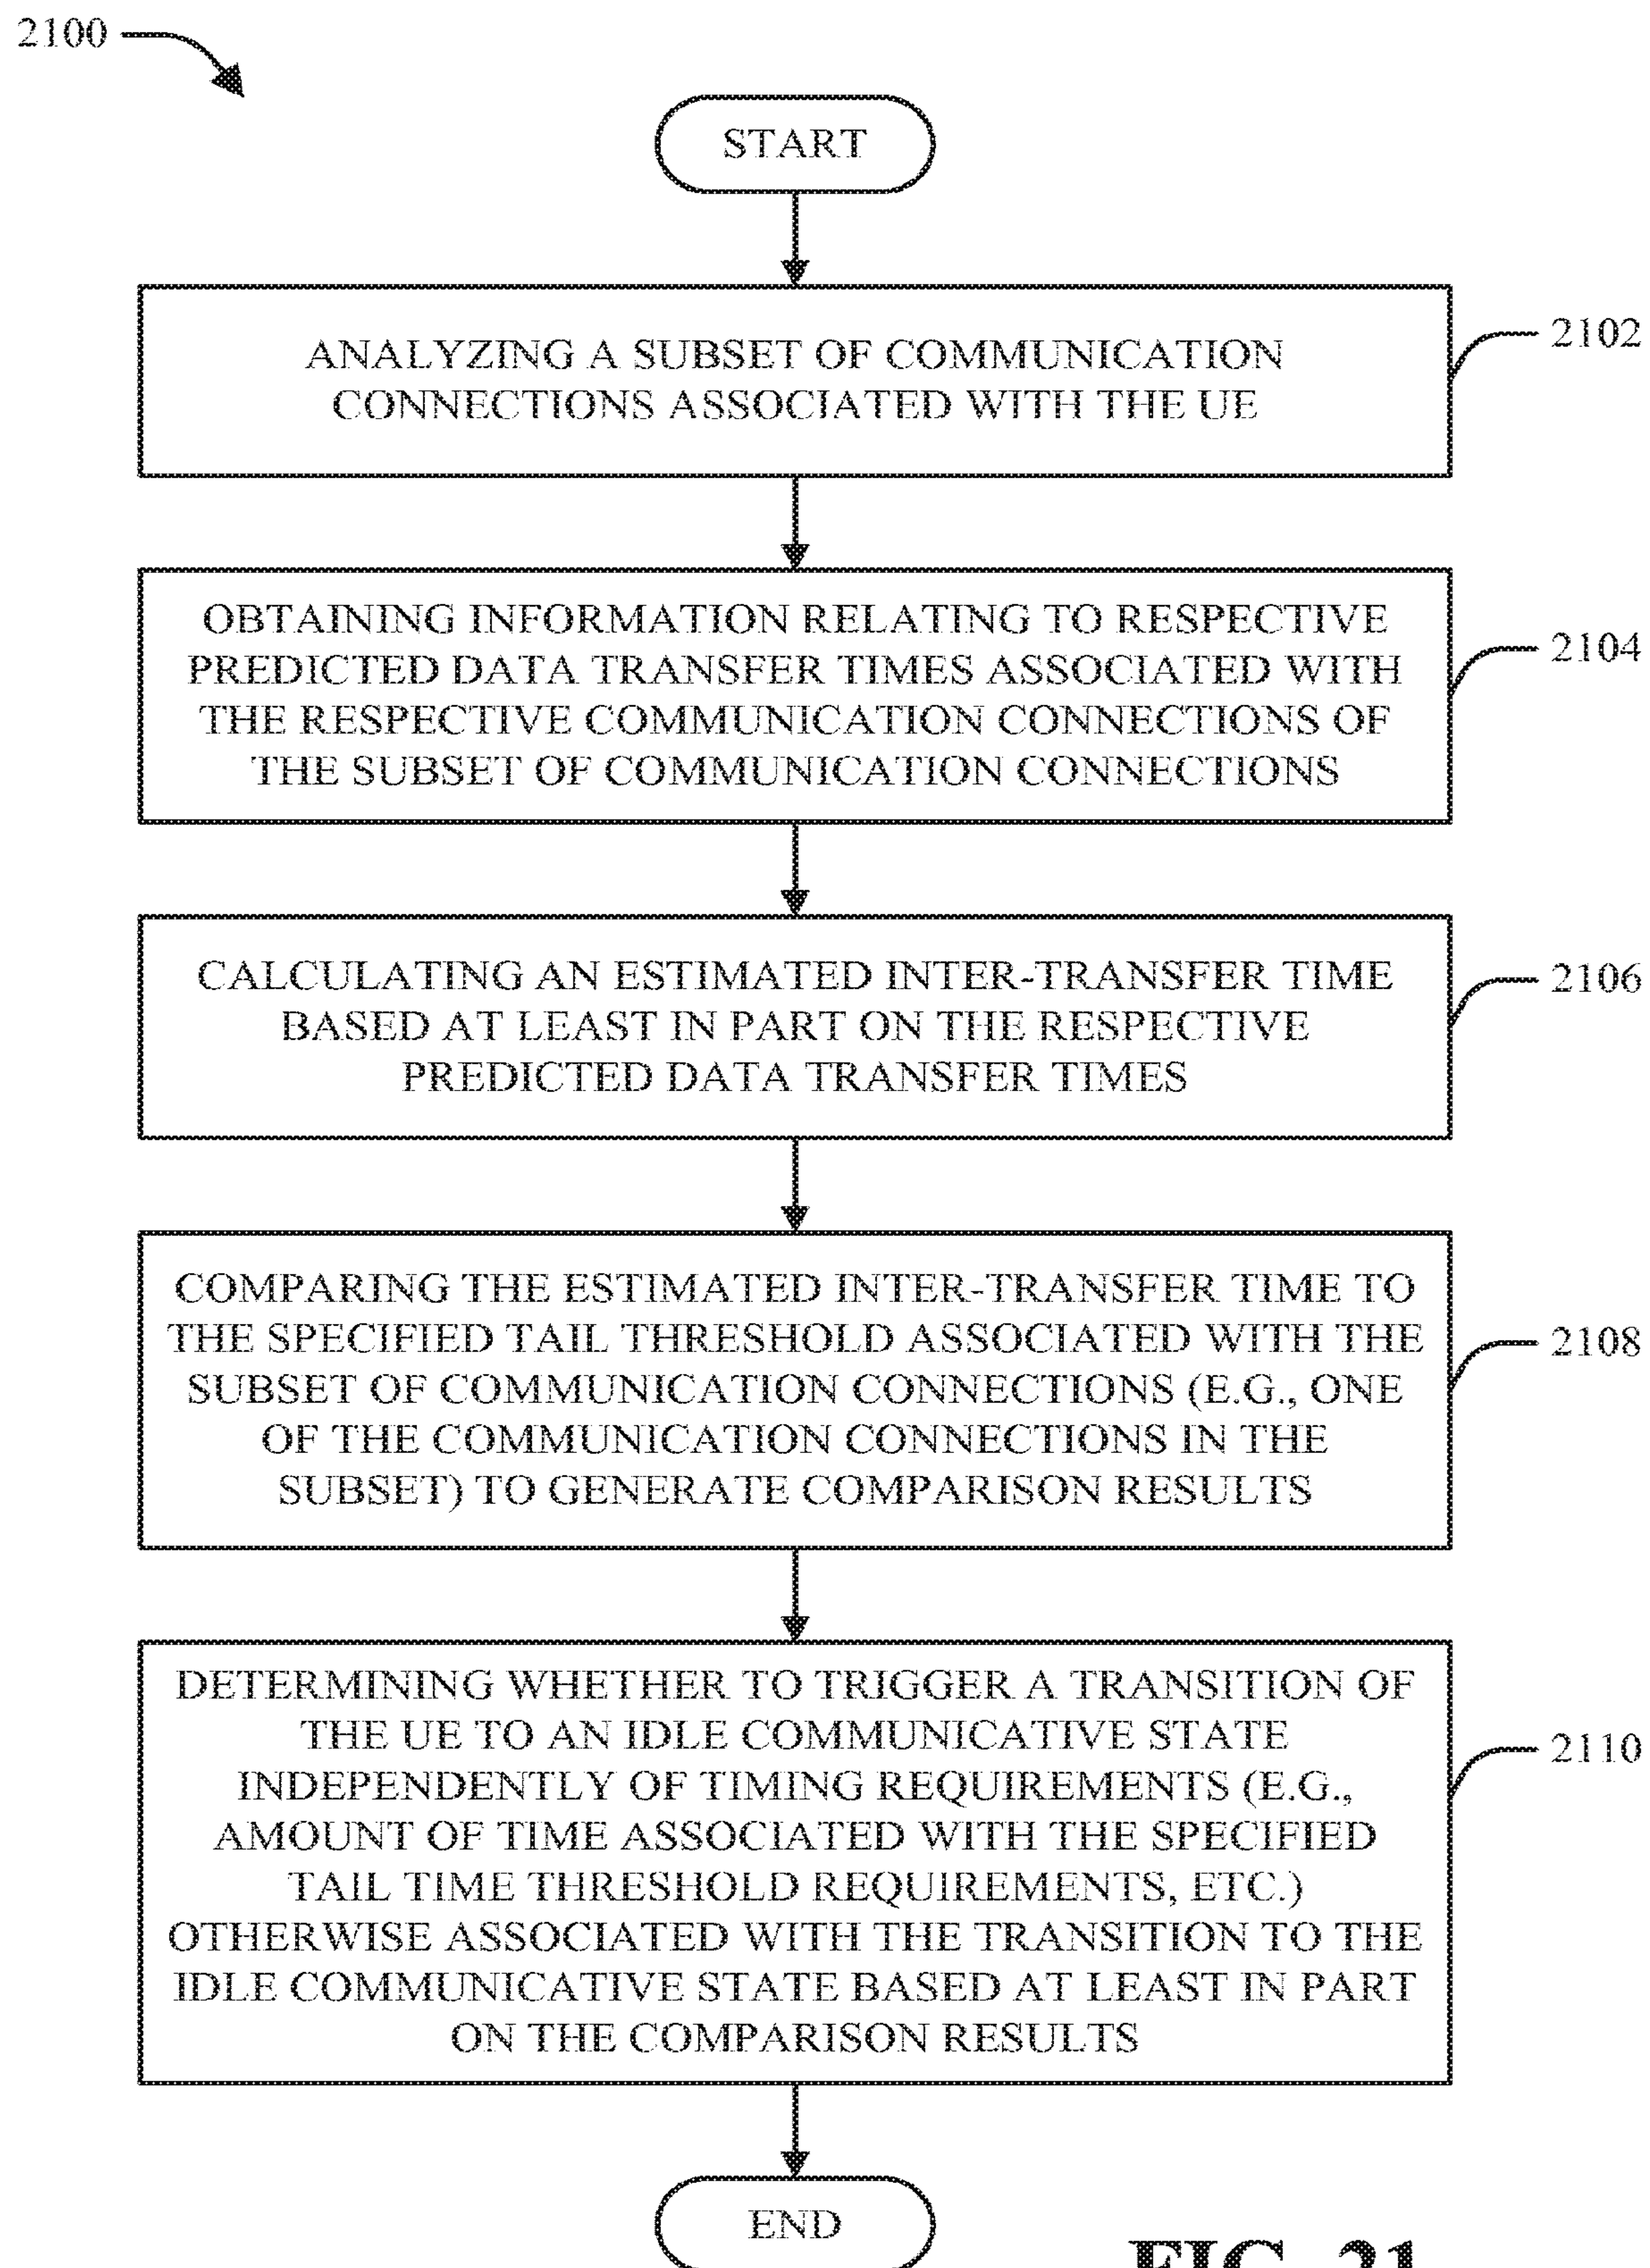 2100
START
ANALYZING A SUBSET OF COMMUNICATION
CONNECTIONS ASSOCIATED WITH THE UE
2102
OBTAINING INFORMATION RELATING TO RESPECTIVE
PREDICTED DATA TRANSFER TIMES ASSOCIATED WITH
THE RESPECTIVE COMMUNICATION CONNECTIONS OF
THE SUBSET OF COMMUNICATION CONNECTIONS
2104
CALCULATING AN ESTIMATED INTER-TRANSFER TIME
BASED AT LEAST IN PART ON THE RESPECTIVE
PREDICTED DATA TRANSFER TIMES
2106
COMPARING THE ESTIMATED INTER-TRANSFER TIME TO
THE SPECIFIED TAIL THRESHOLD ASSOCIATED WITH THE
SUBSET OF COMMUNICATION CONNECTIONS (E.G., ONE
OF THE COMMUNICATION CONNECTIONS IN THE
SUBSET) TO GENERATE COMPARISON RESULTS
2108
DETERMINING WHETHER TO TRIGGER A TRANSITION OF
THE UE TO AN IDLE COMMUNICATIVE STATE
INDEPENDENTLY OF TIMING REQUIREMENTS (E.G.,
AMOUNT OF TIME ASSOCIATED WITH THE SPECIFIED
TAIL TIME THRESHOLD REQUIREMENTS, ETC.)
OTHERWISE ASSOCIATED WITH THE TRANSITION TO THE
IDLE COMMUNICATIVE STATE BASED AT LEAST IN PART
ON THE COMPARISON RESULTS
2110
END
FIG. 21